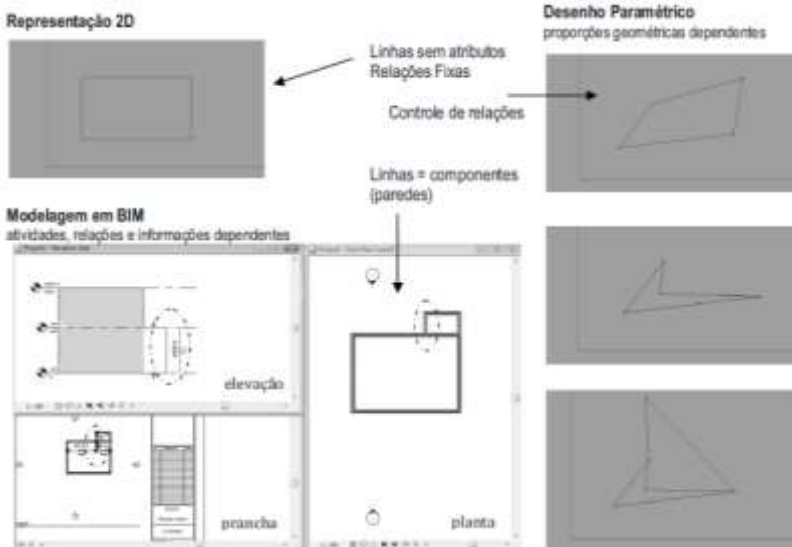 Representação 2D
Linhas sem atributos
Relações Fixas
Desenho Paramétrico
proporções geométricas dependentes
Controle de relações
Linhas = componentes
(paredes)
Modelagem em BIM
atividades, relações e informações dependentes
elevação
prancha
planta